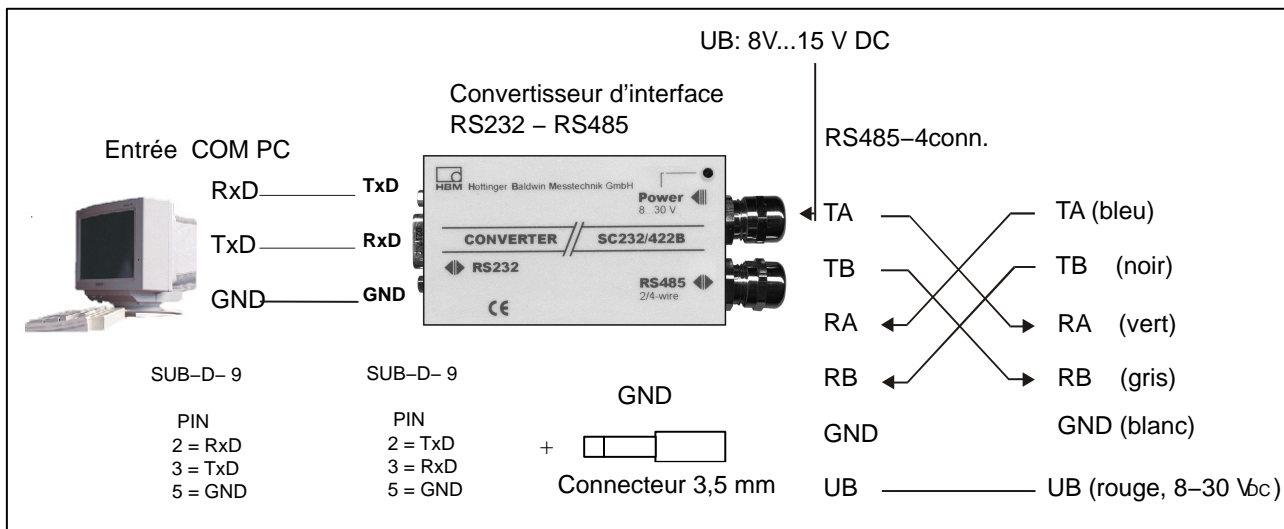 UB: 8V...15 V DC
Convertisseur d'interface
RS232 – RS485
RS485–4conn.
Entrée COM PC
RxD
TxD
GND
TxD
RxD
GND
HBM Hottinger Baldwin Messtechnik GmbH
Power
8...30 V
CONVERTER
SC232/422B
RS232
RS485
2/4-wire
CE
TA
TB
RA
RB
GND
UB
TA (bleu)
TB (noir)
RA (vert)
RB (gris)
GND (blanc)
UB (rouge, 8–30 VDC)
SUB–D– 9
PIN
2 = RxD
3 = TxD
5 = GND
SUB–D– 9
PIN
2 = TxD
3 = RxD
5 = GND
GND
+
Connecteur 3,5 mm